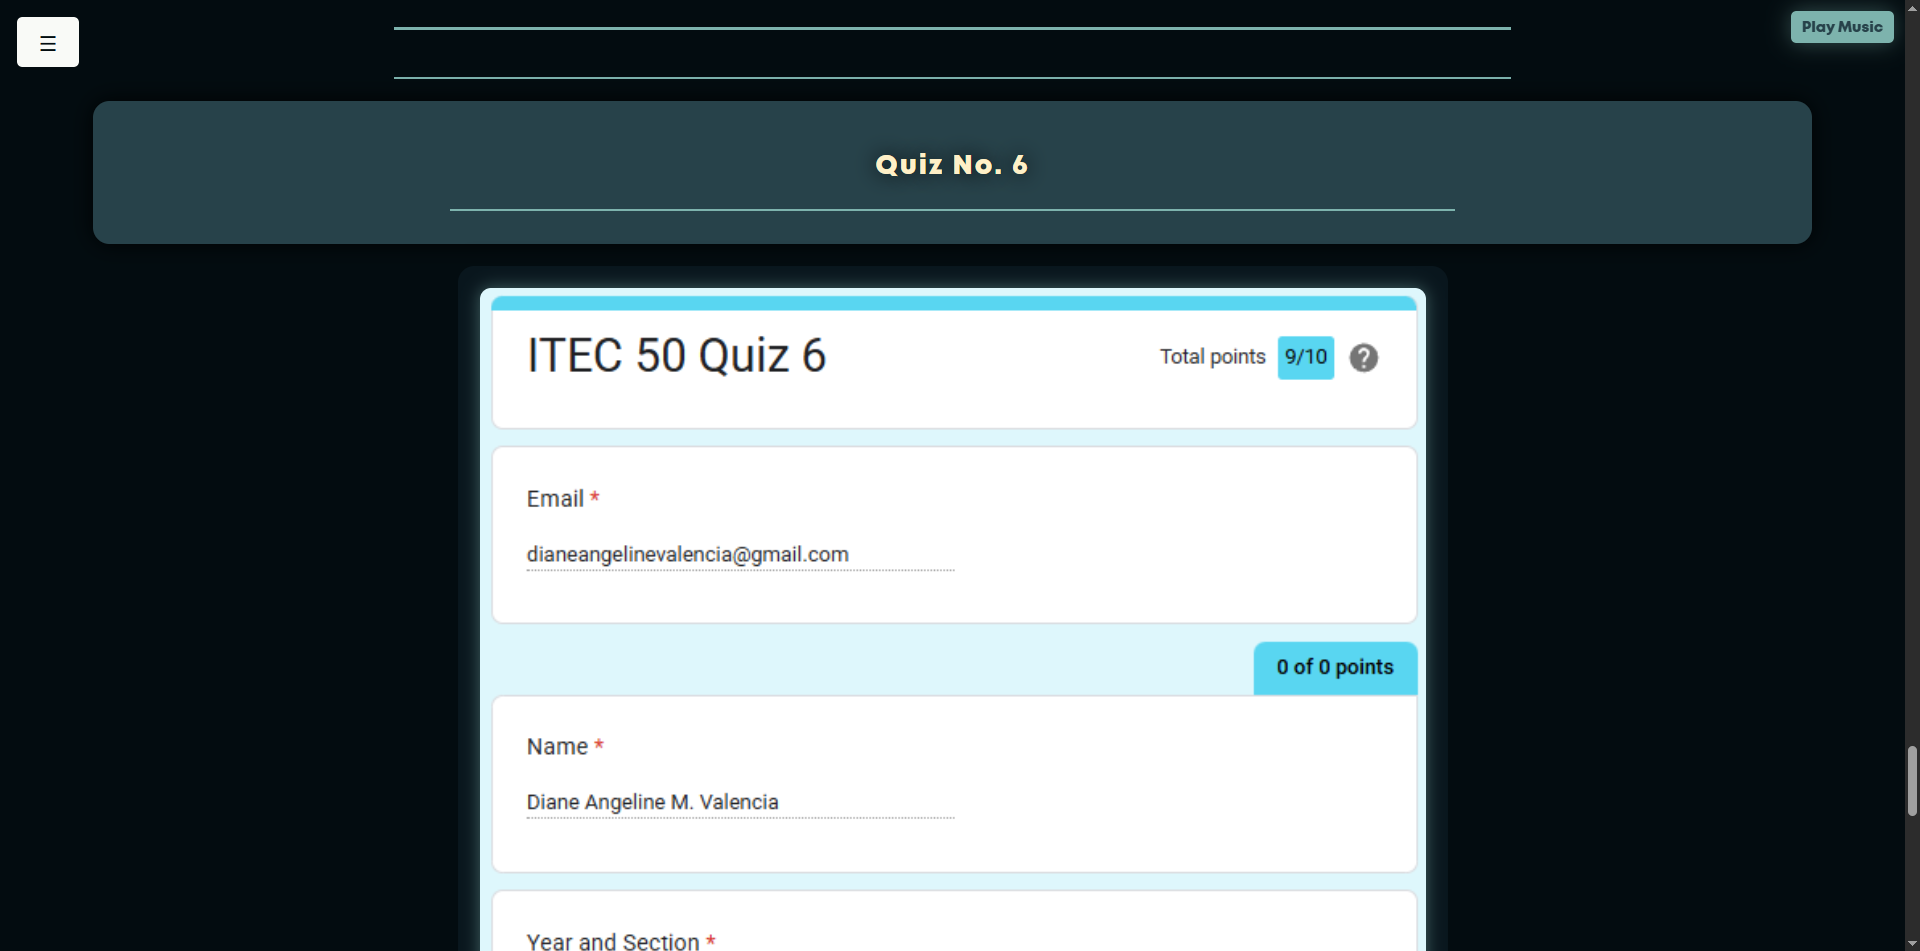 ☰
Play Music
Quiz No. 6
ITEC 50 Quiz 6
Total points 9/10
Email *
dianeangelinevalencia@gmail.com
0 of 0 points
Name *
Diane Angeline M. Valencia
Year and Section *